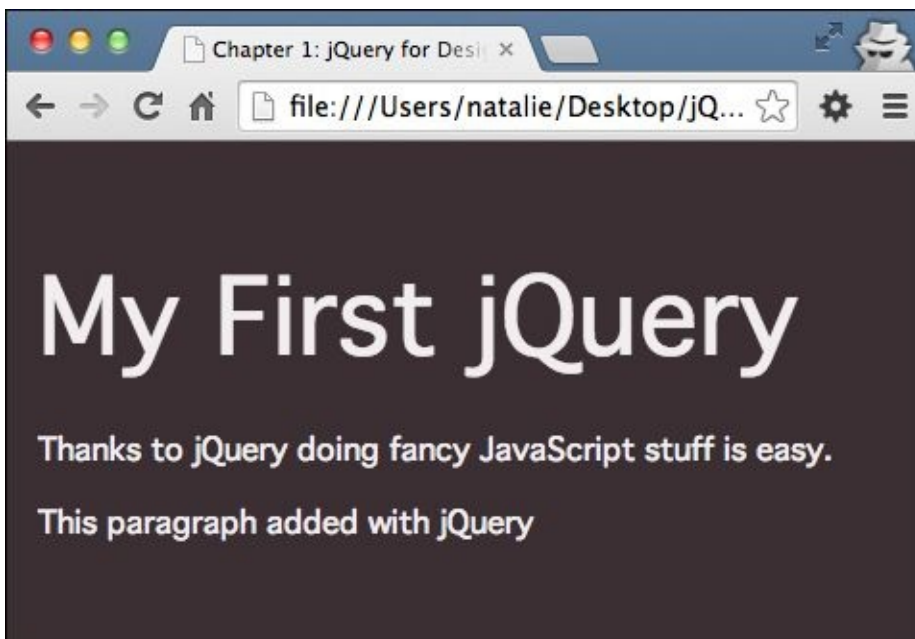 Chapter 1: jQuery for Desi
file:///Users/natalie/Desktop/jQ...
My First jQuery
Thanks to jQuery doing fancy JavaScript stuff is easy.
This paragraph added with jQuery